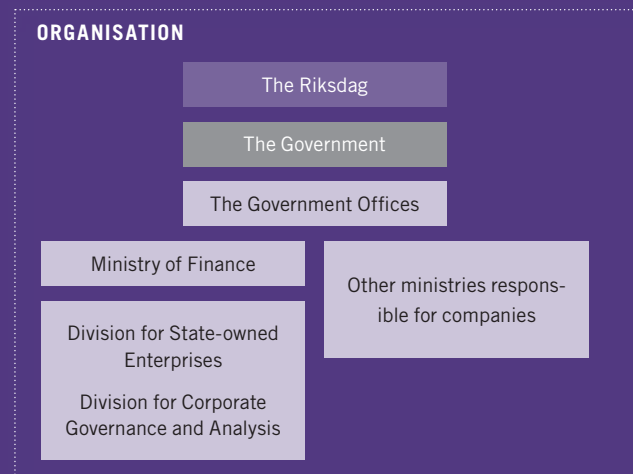 ORGANISATION
The Riksdag
The Government
The Government Offices
Ministry of Finance
Other ministries respons-
ible for companies
Division for State-owned
Enterprises
Division for Corporate
Governance and Analysis